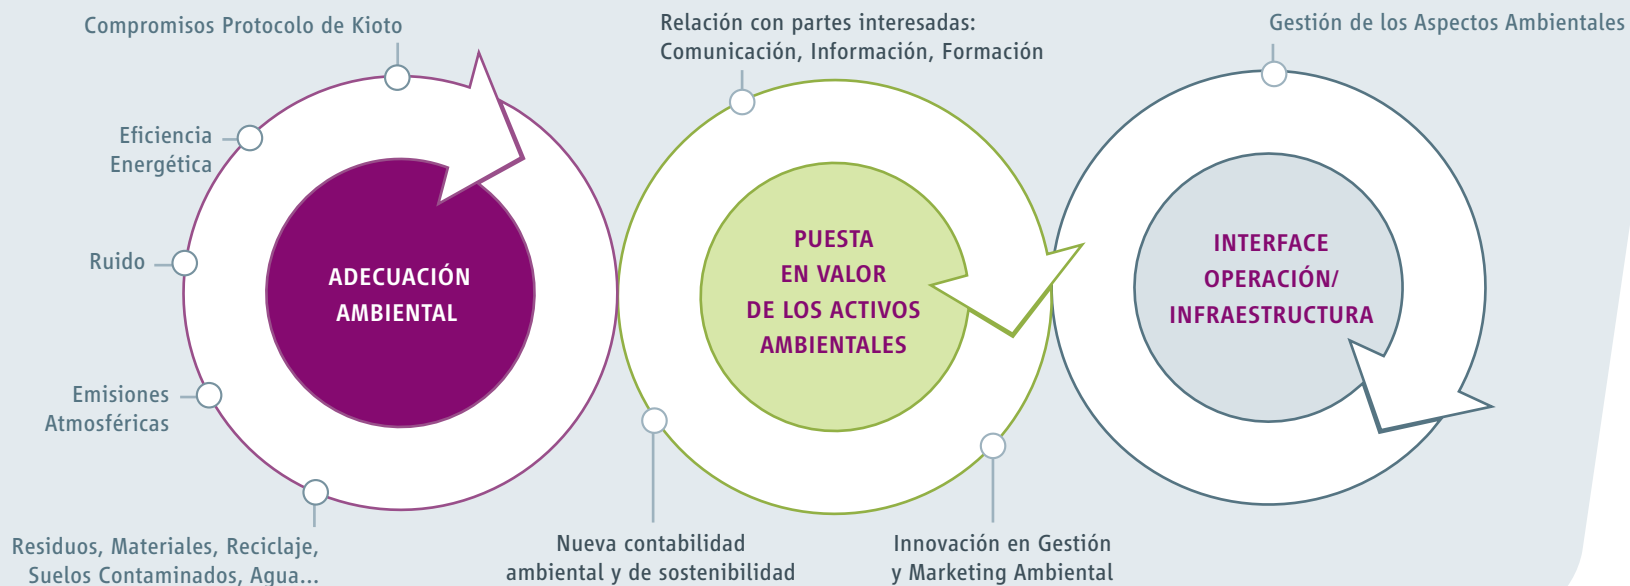 Compromisos Protocolo de Kioto
Eficiencia
Energética
Ruido
Emisiones
Atmosféricas
Residuos, Materiales, Reciclaje,
Suelos Contaminados, Agua...
ADECUACIÓN
AMBIENTAL
Relación con partes interesadas:
Comunicación, Información, Formación
PUESTA
EN VALOR
DE LOS ACTIVOS
AMBIENTALES
Nueva contabilidad
ambiental y de sostenibilidad
Innovación en Gestión
y Marketing Ambiental
Gestión de los Aspectos Ambientales
INTERFACE
OPERACIÓN/
INFRAESTRUCTURA